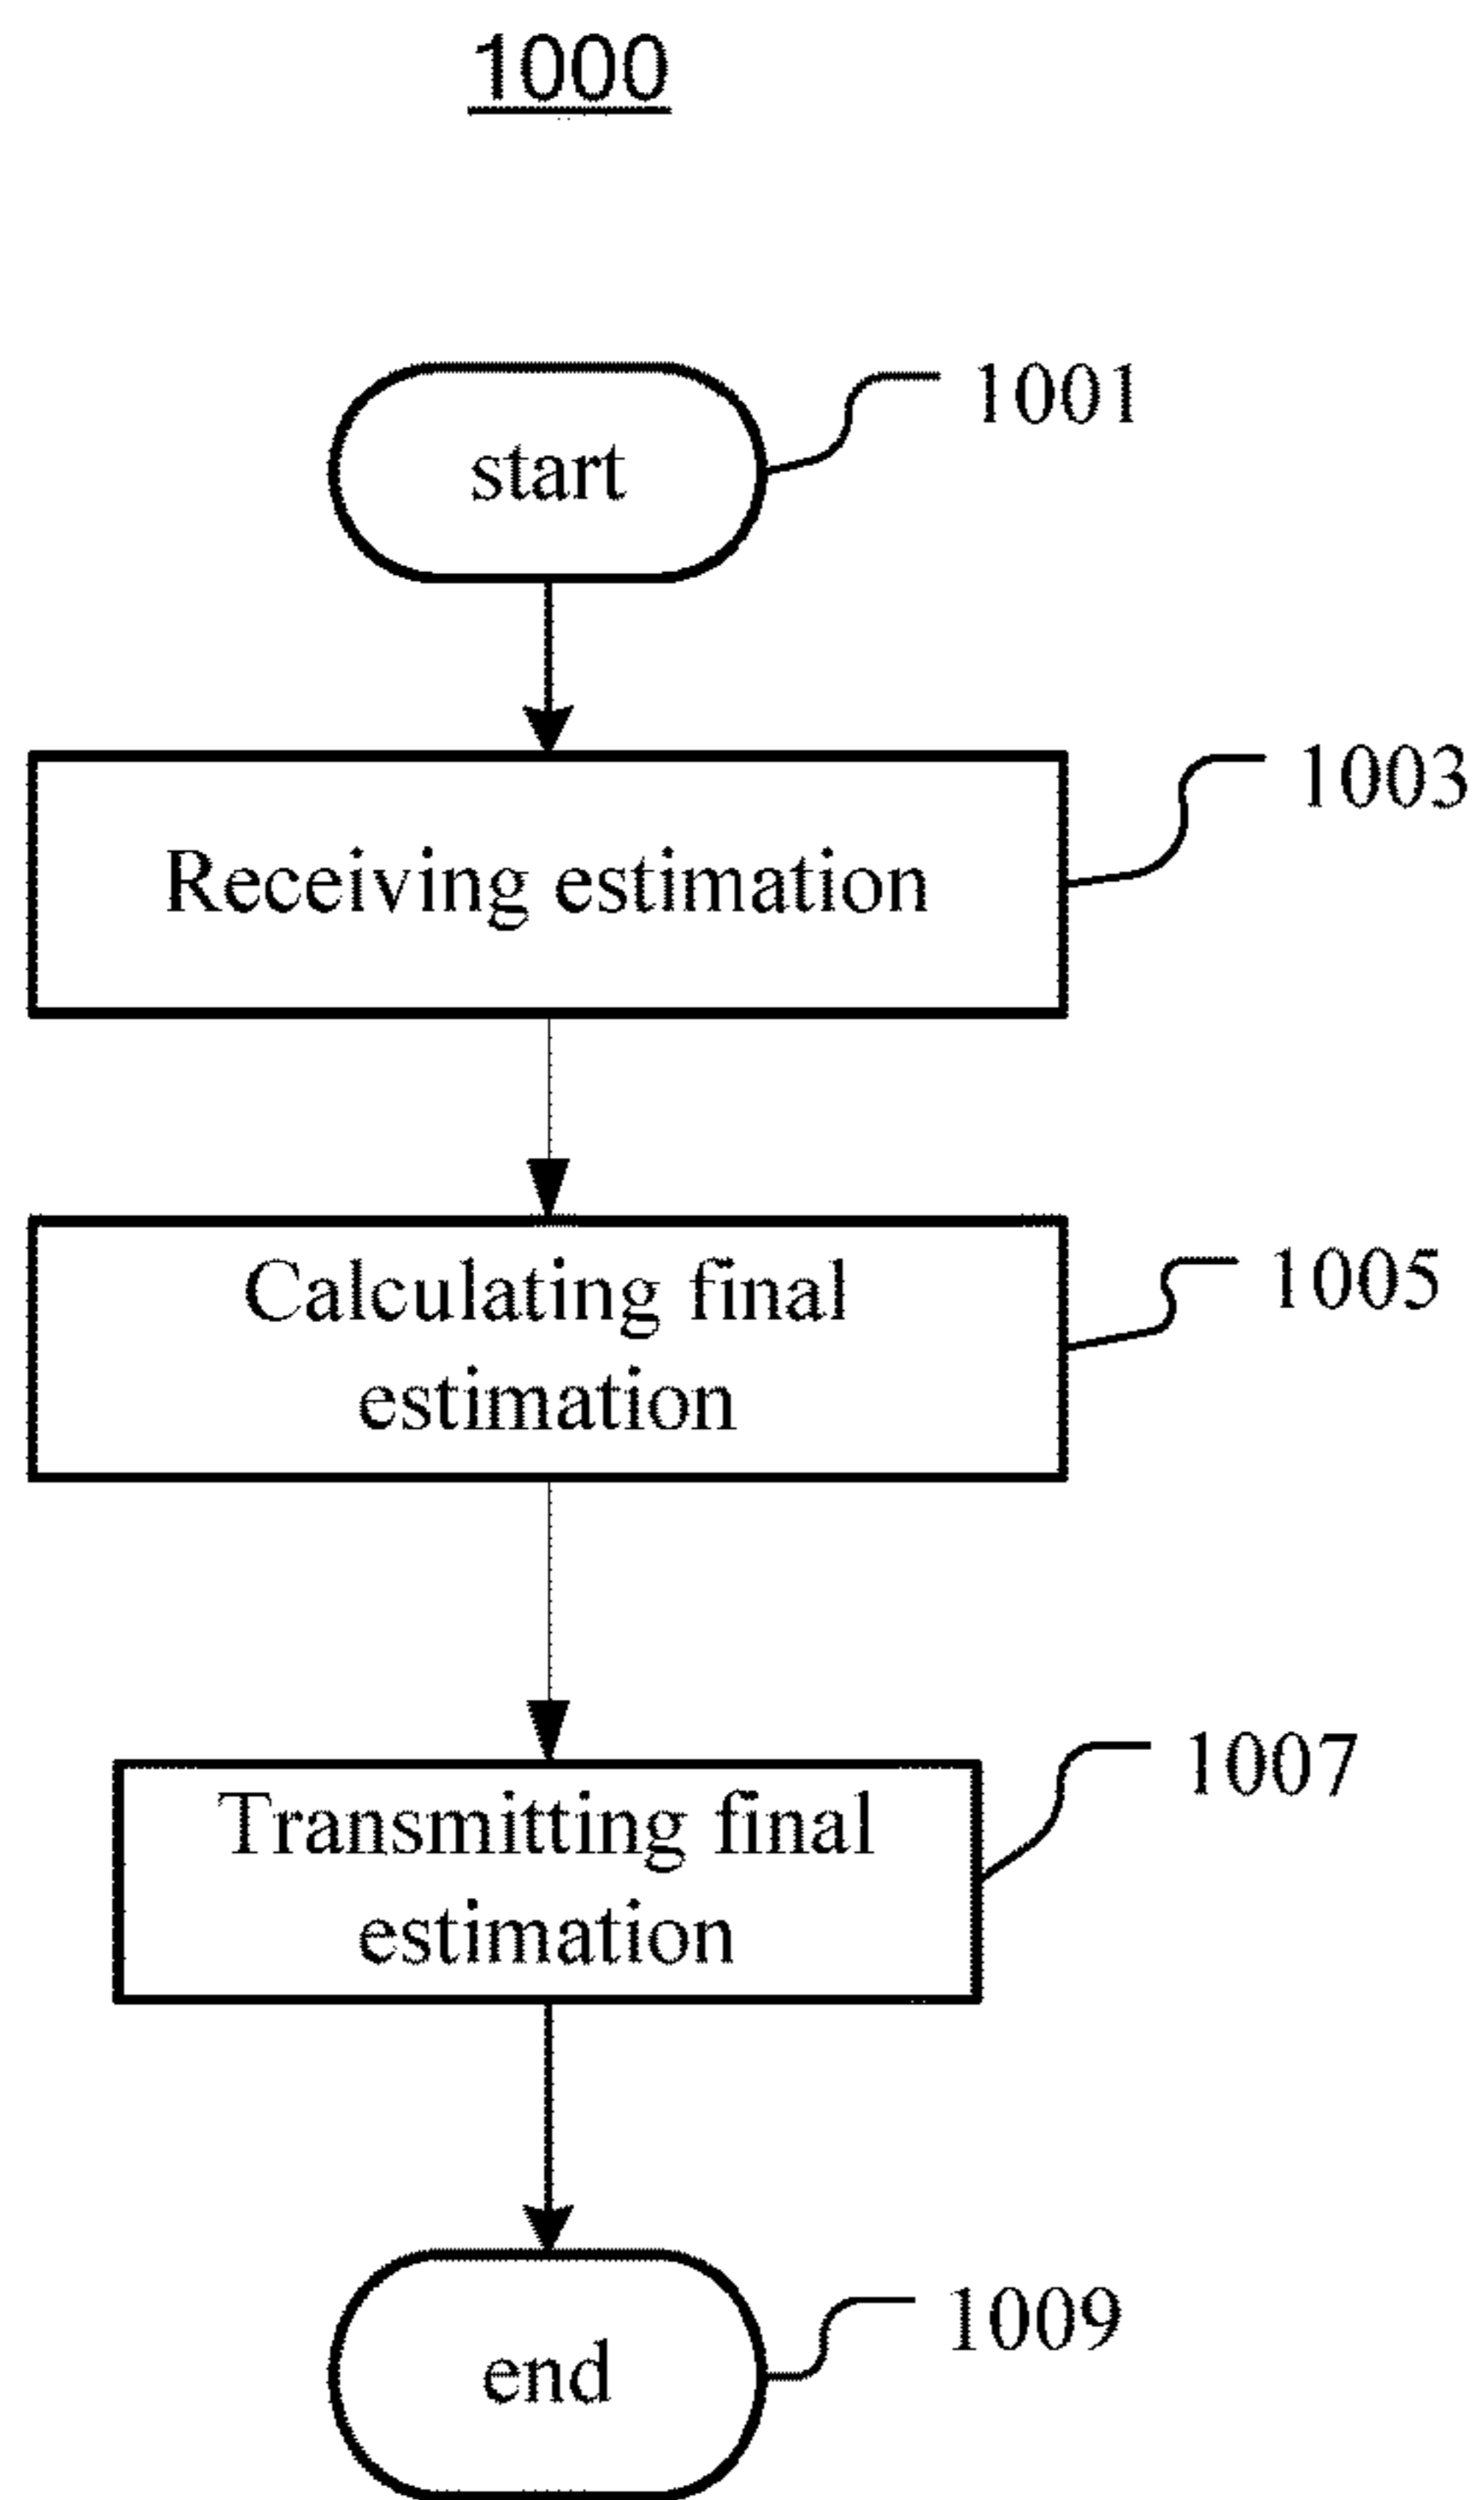 1000
start
1001
Receiving estimation
1003
Calculating final
estimation
1005
Transmitting final
estimation
1007
end
1009